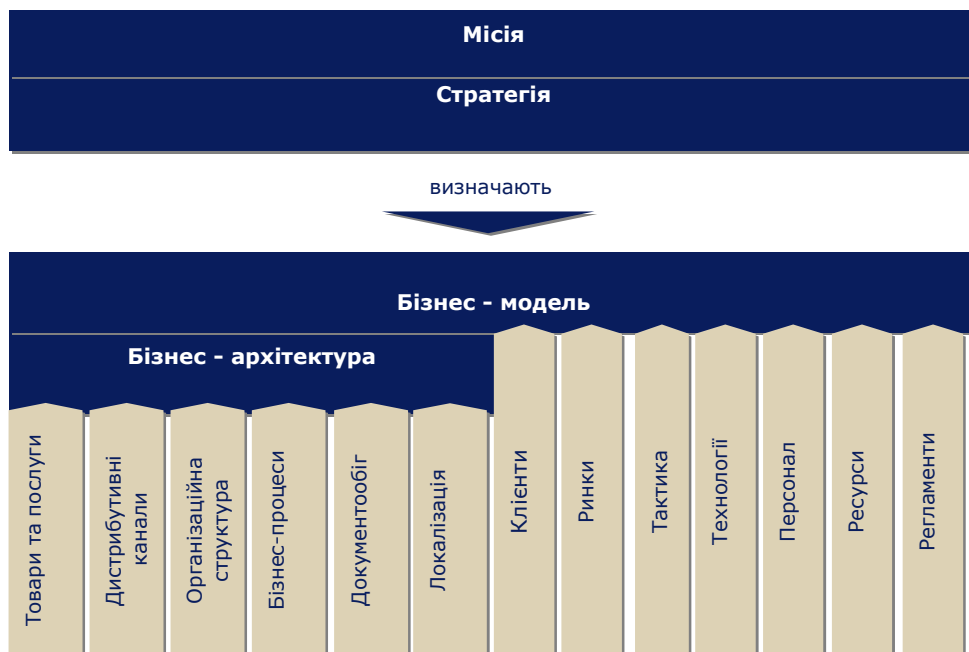 Місія
Стратегія
визначають
Бізнес - модель
Бізнес - архітектура
Товари та послуги
Дистрибутивні
канали
Організаційна
структура
Бізнес-процеси
Документообіг
Локалізація
Клієнти
Ринки
Тактика
Технології
Персонал
Ресурси
Регламенти